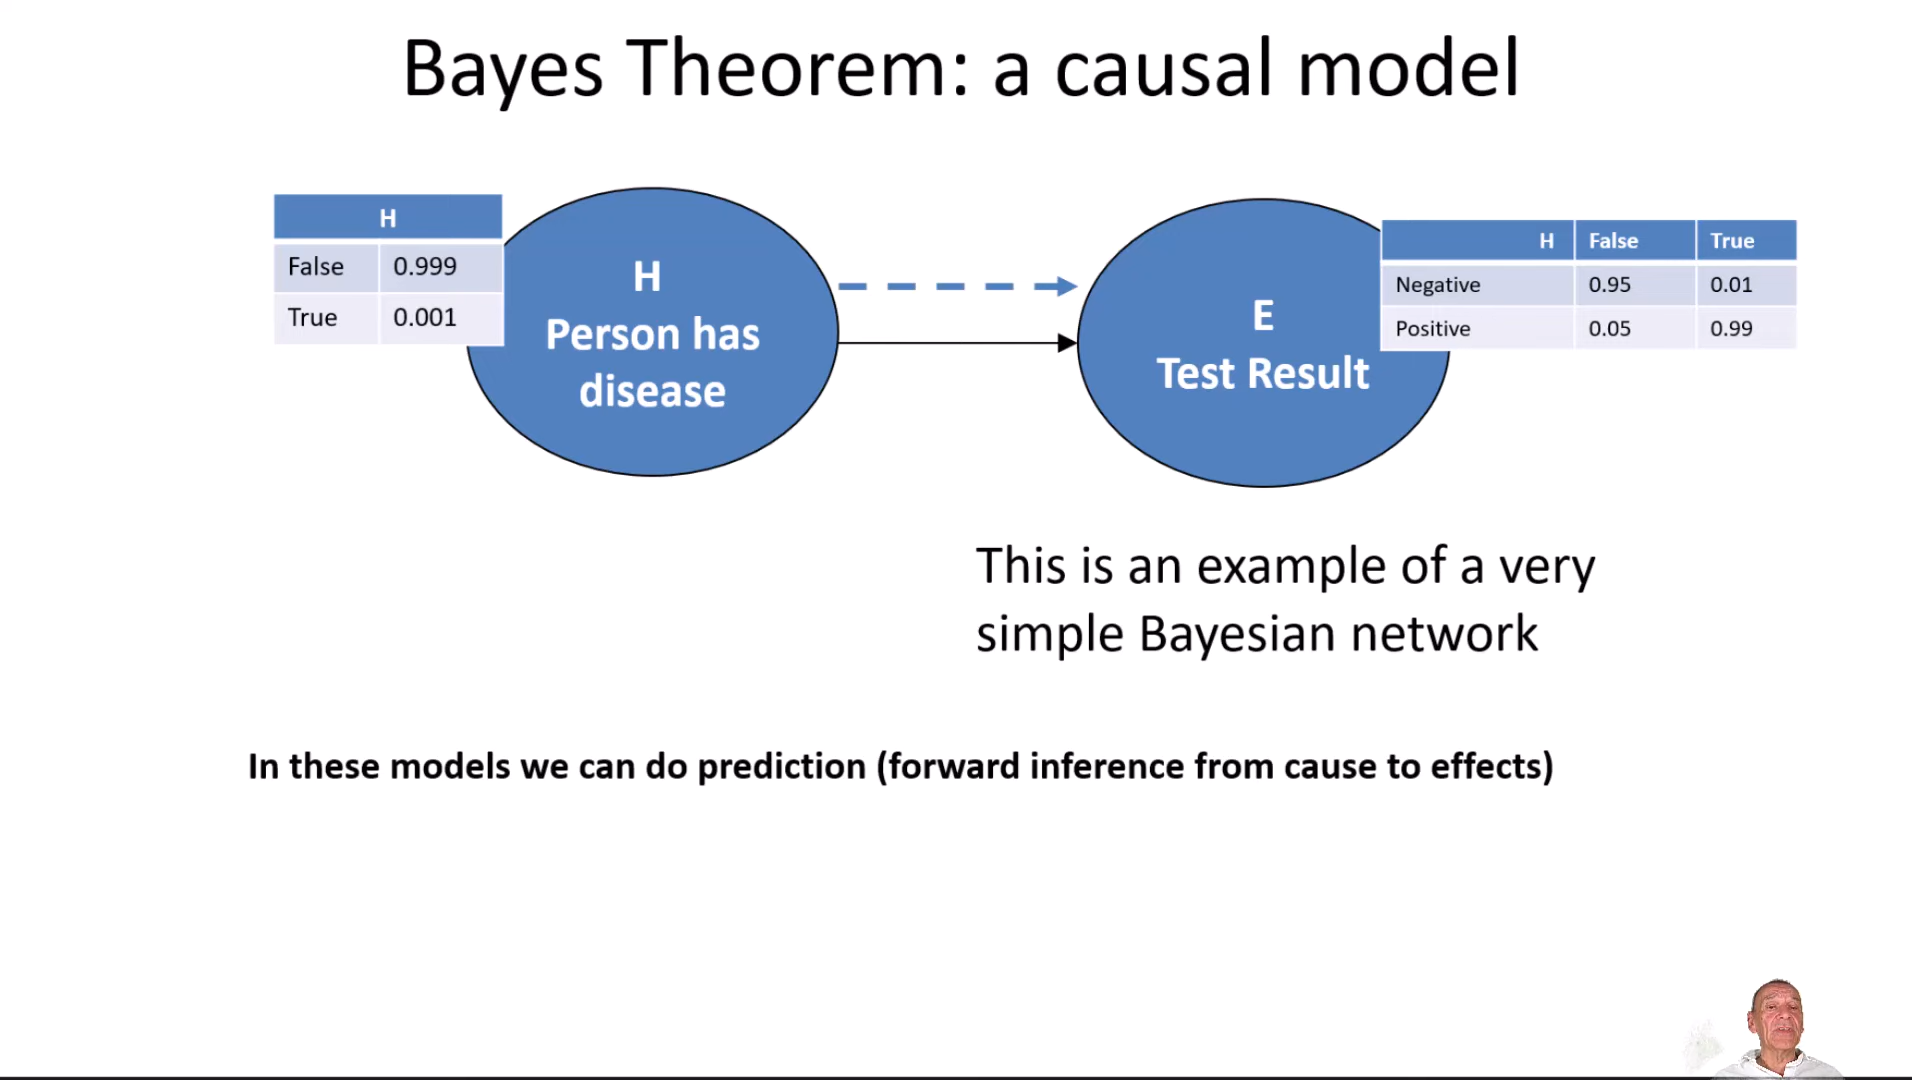 Bayes Theorem: a causal model
H
False 0.999
True 0.001
H
Person has
disease
E
Test Result
H False True
Negative 0.95 0.01
Positive 0.05 0.99
This is an example of a very
simple Bayesian network
In these models we can do prediction (forward inference from cause to effects)